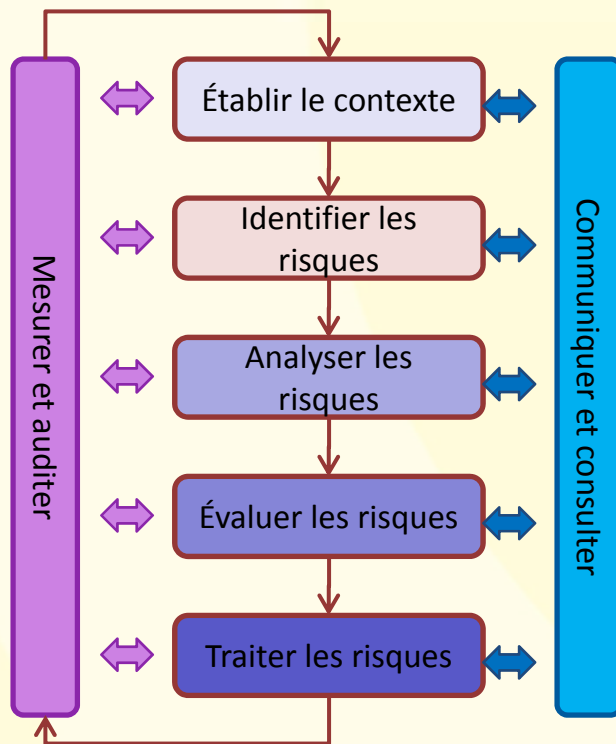 Établir le contexte
Identifier les
risques
Analyser les
risques
Évaluer les risques
Traiter les risques
Mesurer et auditer
Communiquer et consulter